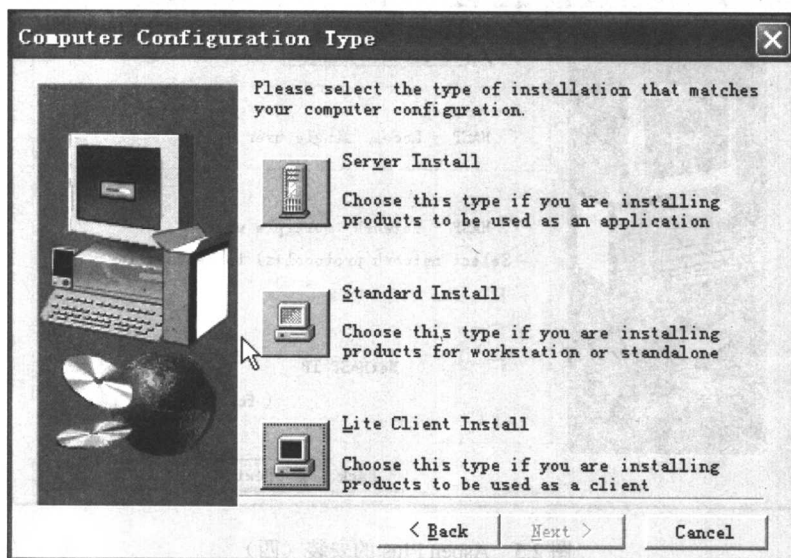 Computer Configuration Type
Please select the type of installation that matches
your computer configuration.
Server Install
Choose this type if you are installing
products to be used as an application
Standard Install
Choose this type if you are installing
products for workstation or standalone
Lite Client Install
Choose this type if you are installing
products to be used as a client
< Back
Next >
Cancel